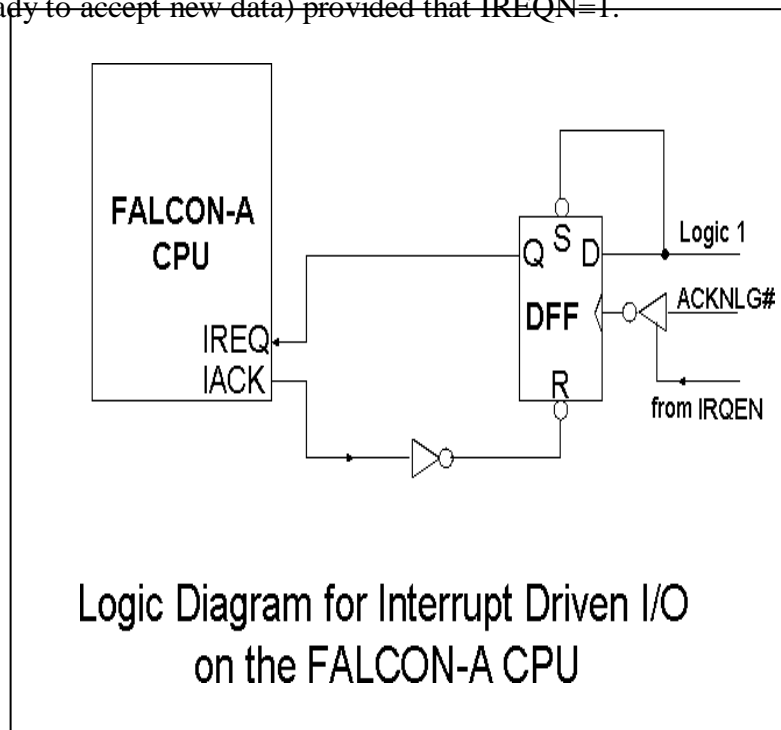 ady to accept new data) provided that IREQN=1.
FALCON-A
CPU
IREQ
IACK
Q S D
DFF
R
Logic 1
ACKNLG#
from IRQEN
Logic Diagram for Interrupt Driven I/O
on the FALCON-A CPU